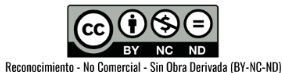 cc
BY NC ND
Reconocimiento - No Comercial - Sin Obra Derivada (BY-NC-ND)